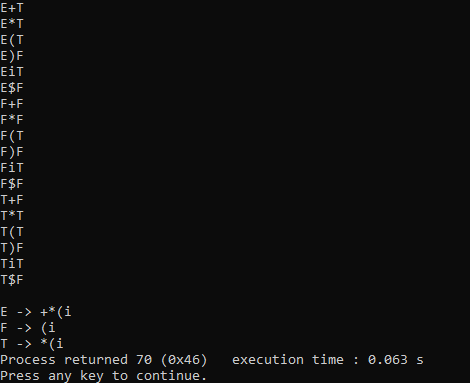 E+T
E*T
E(T
E)F
EiT
E$F
F+F
F*F
F(T
F)F
FiT
F$F
T+F
T*T
T(T
T)F
TiT
T$F

E -> +*(i
F -> (i
T -> *(i
Process returned 70 (0x46)   execution time : 0.063 s
Press any key to continue.